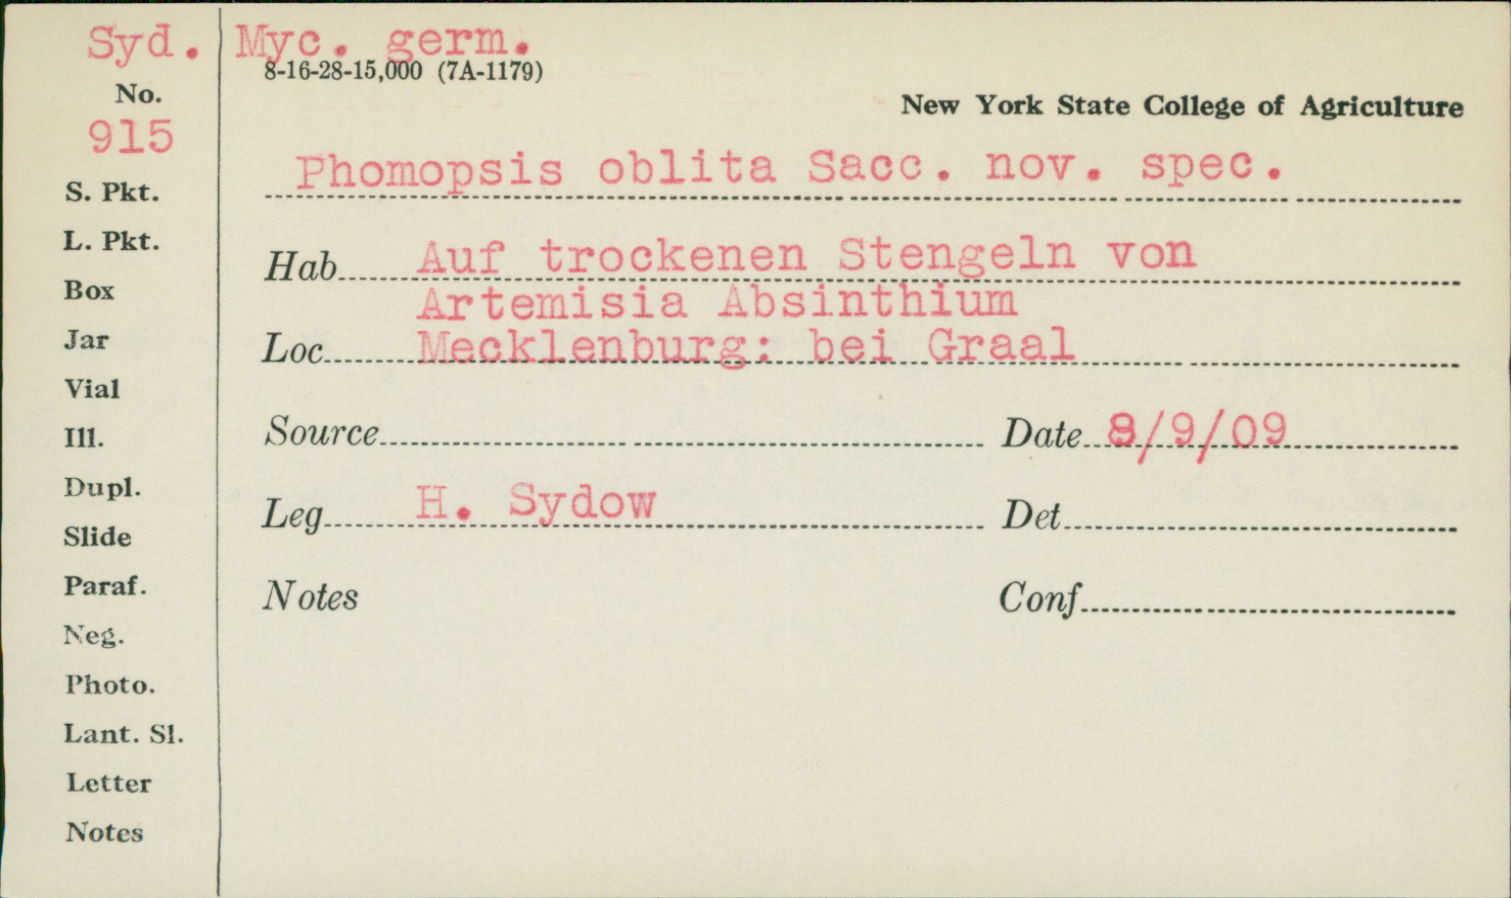 Syd. Myc. germ.
8-16-28-15,000 (7A-1179)
No.
915
New York State College of Agriculture
Phomopsis oblita Sacc. nov. spec.
S. Pkt.
L. Pkt.
Box
Jar
Vial
Ill.
Dupl.
Slide
Paraf.
Neg.
Photo.
Lant. Sl.
Letter
Notes
Hab. Auf trockenen Stengeln von
Artemisia Absinthium
Loc. Mecklenburg: bei Graal
Source
Date 8/9/09
Leg. H. Sydow
Det.
Notes
Conf.